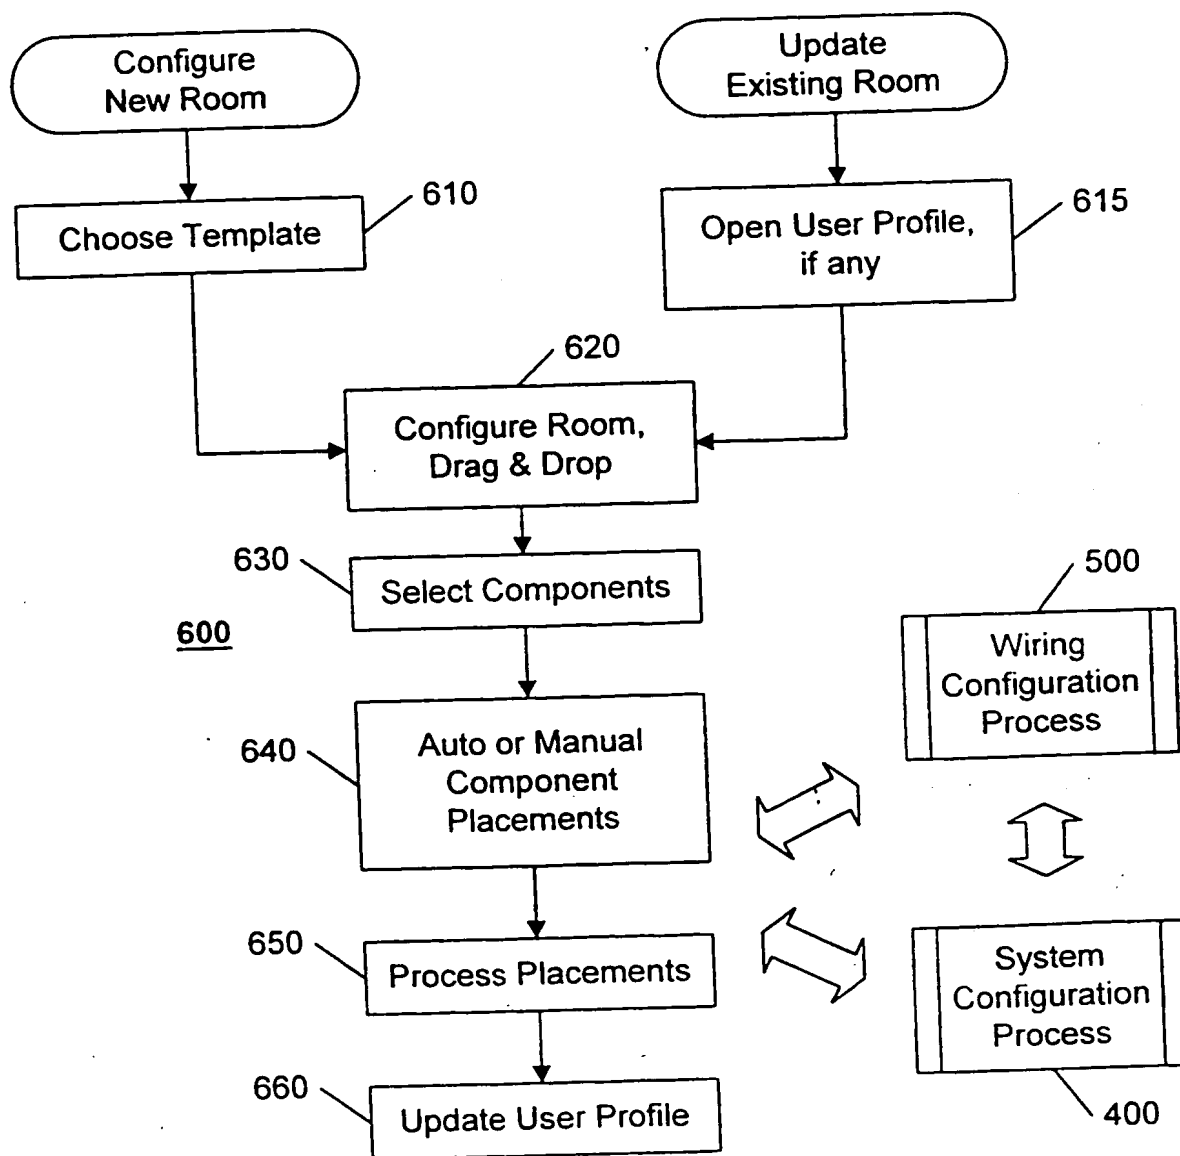 Configure
New Room
Update
Existing Room
610
Choose Template
615
Open User Profile,
if any
620
Configure Room,
Drag & Drop
630
Select Components
600
500
Wiring
Configuration
Process
640
Auto or Manual
Component
Placements
650
Process Placements
System
Configuration
Process
660
Update User Profile
400